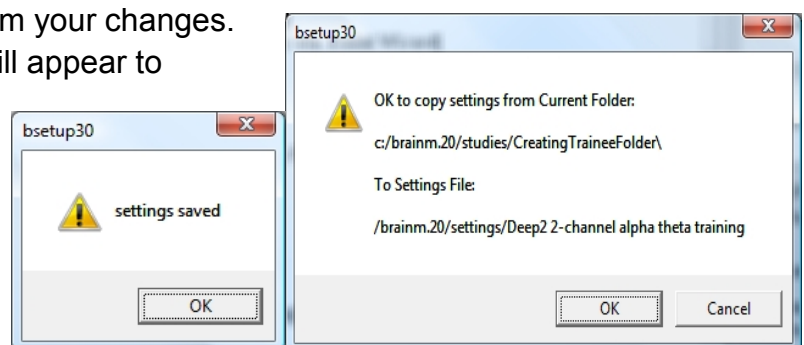 m your changes.
ill appear to
bsetup30
settings saved
OK
bsetup30
OK to copy settings from Current Folder:
c:/brainm.20/studies/CreatingTraineeFolder\
To Settings File:
/brainm.20/settings/Deep2 2-channel alpha theta training
OK
Cancel